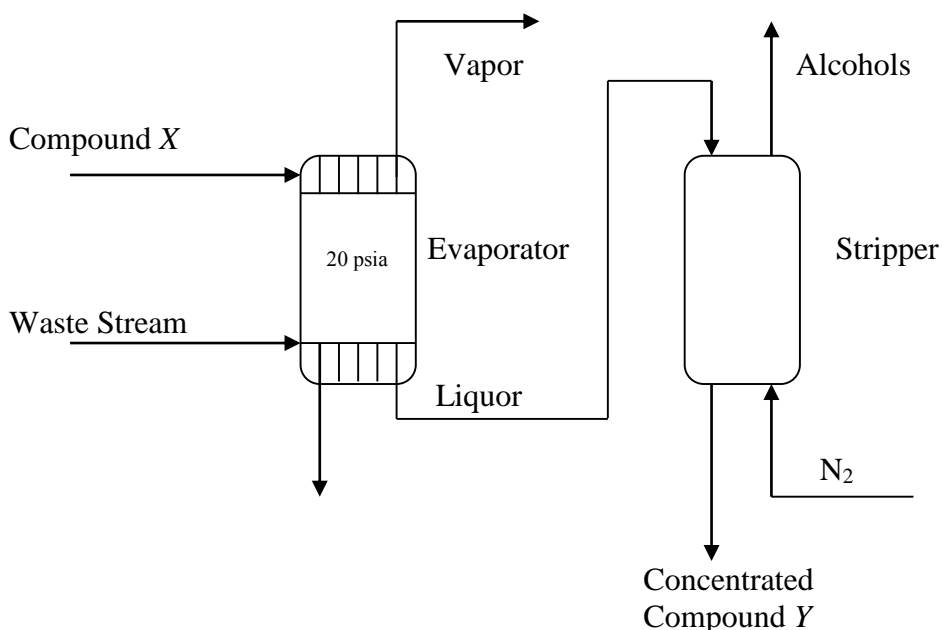 Vapor
Alcohols
Compound X
Evaporator
20 psia
Stripper
Waste Stream
Liquor
N₂
Concentrated
Compound Y